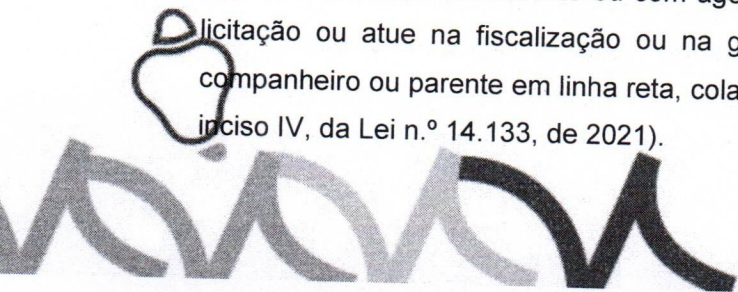 licitação ou atue na fiscalização ou na g
companheiro ou parente em linha reta, cola
inciso IV, da Lei n.º 14.133, de 2021).